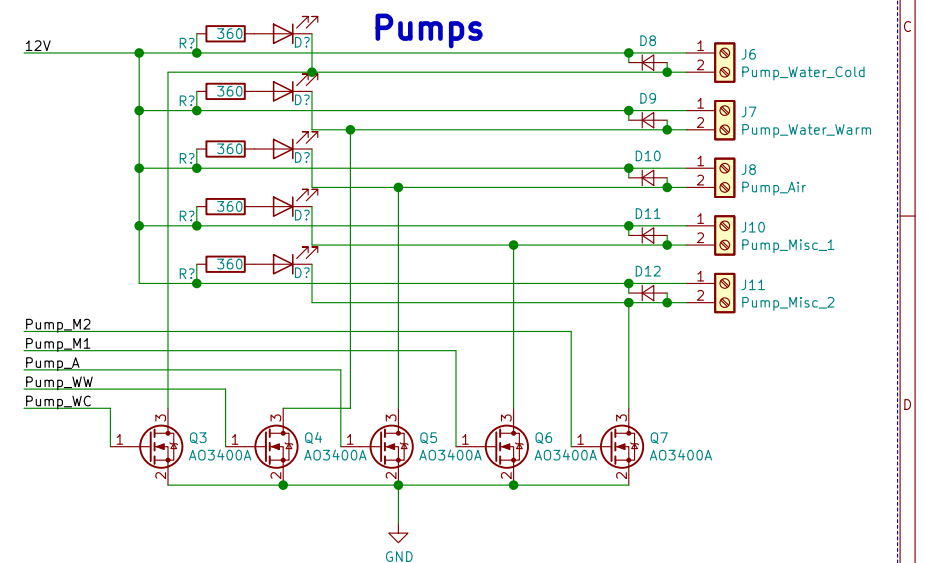 Pumps
C
12V
R?
360
D?
D8
1
2
J6
Pump_Water_Cold
R?
360
D?
D9
1
2
J7
Pump_Water_Warm
R?
360
D?
D10
1
2
J8
Pump_Air
R?
360
D?
D11
1
2
J10
Pump_Misc_1
R?
360
D?
D12
1
2
J11
Pump_Misc_2
Pump_M2
Pump_M1
Pump_A
Pump_WW
Pump_WC
D
1
3
2
Q3
AO3400A
1
3
2
Q4
AO3400A
1
3
2
Q5
AO3400A
1
3
2
Q6
AO3400A
1
3
2
Q7
AO3400A
GND